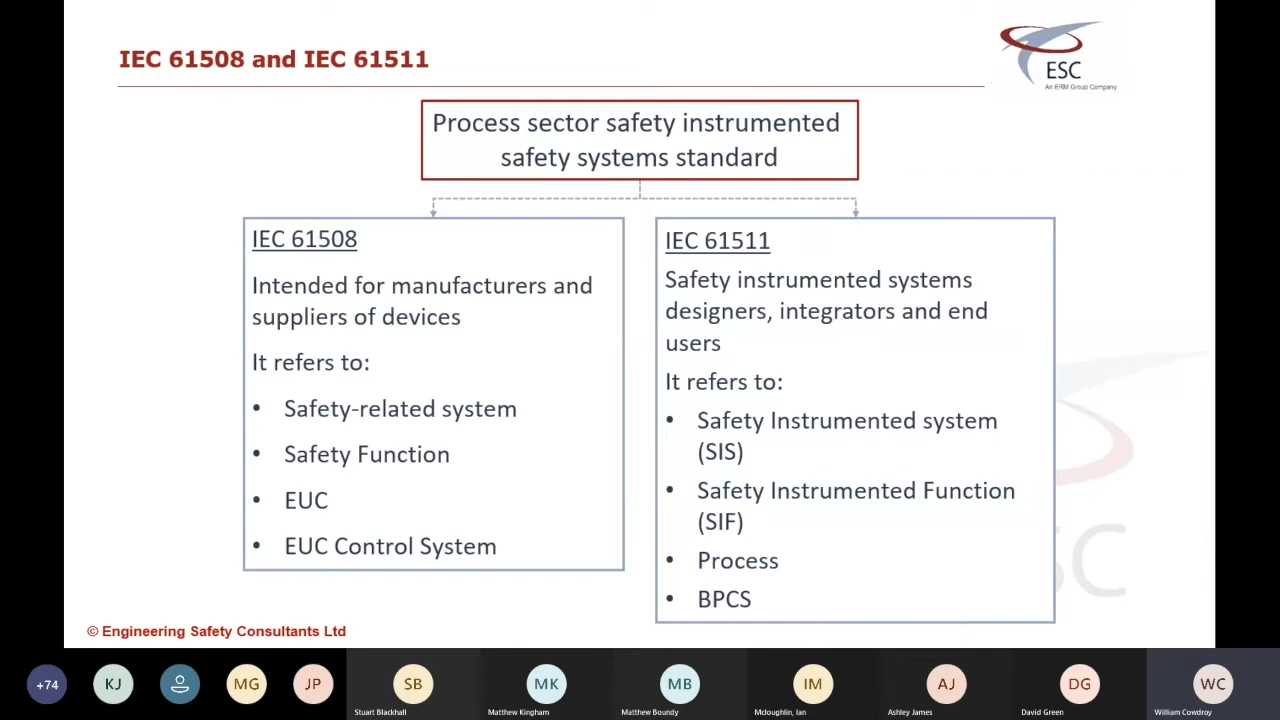 IEC 61508 and IEC 61511
ESC
An ERM Group Company
Process sector safety instrumented
safety systems standard
IEC 61508
Intended for manufacturers and
suppliers of devices
It refers to:
• Safety-related system
• Safety Function
• EUC
• EUC Control System
IEC 61511
Safety instrumented systems
designers, integrators and end
users
It refers to:
• Safety Instrumented system
(SIS)
• Safety Instrumented Function
(SIF)
• Process
• BPCS
SC
© Engineering Safety Consultants Ltd
+74
KJ
MG
JP
SB
Stuart Blackhall
MK
Matthew Kingham
MB
Matthew Boundy
IM
Mcloughlin, Ian
AJ
Ashley James
DG
David Green
WC
William Cowdroy